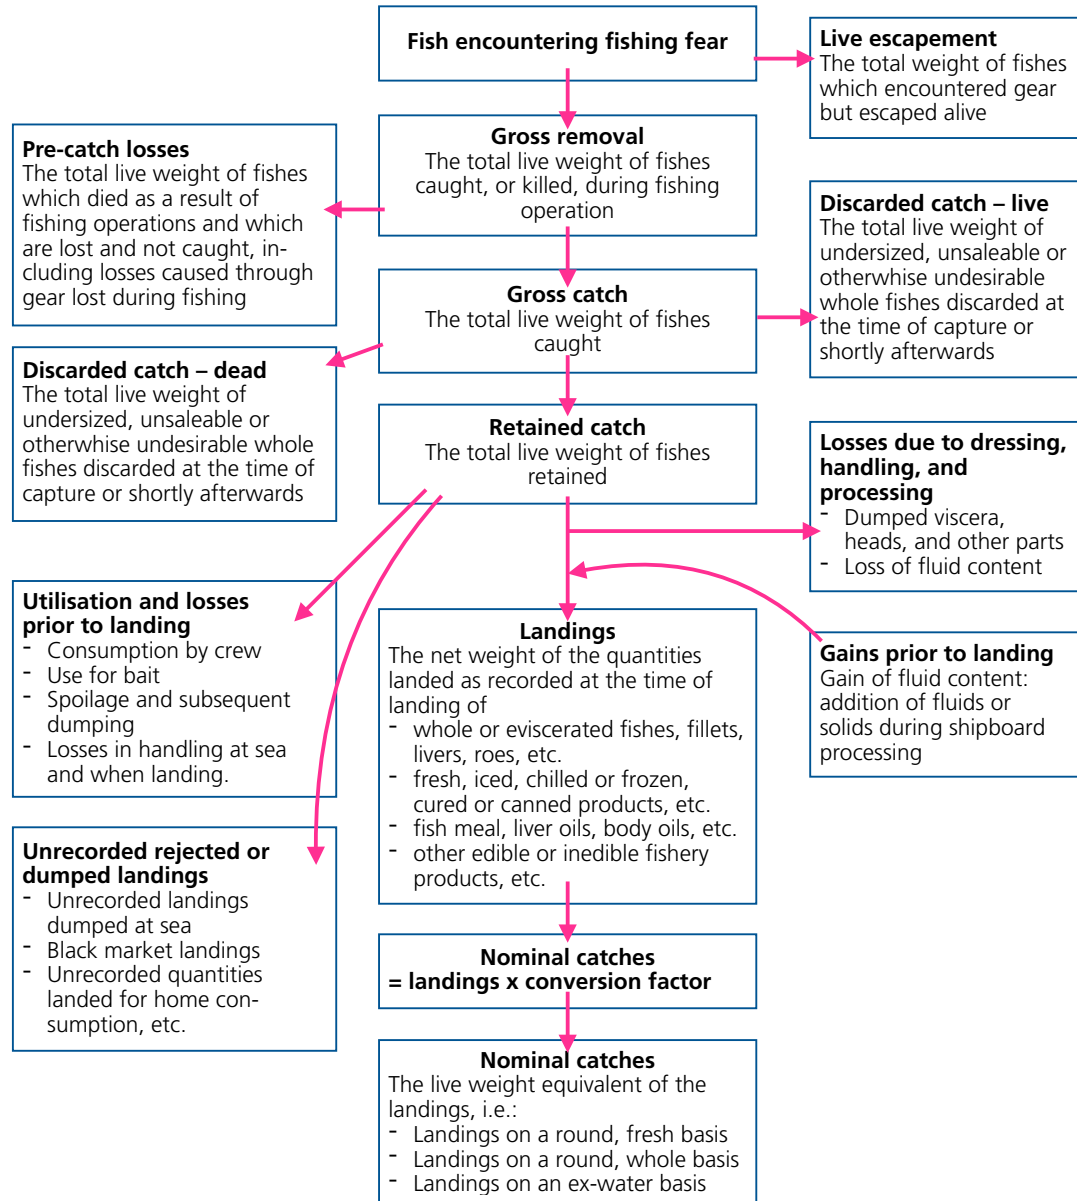 Fish encountering fishing fear
Live escapement
The total weight of fishes
which encountered gear
but escaped alive
Gross removal
The total live weight of fishes
caught, or killed, during fishing
operation
Pre-catch losses
The total live weight of fishes
which died as a result of
fishing operations and which
are lost and not caught, in-
cluding losses caused through
gear lost during fishing
Discarded catch – live
The total live weight of
undersized, unsaleable or
otherwhise undesirable
whole fishes discarded at
the time of capture or
shortly afterwards
Gross catch
The total live weight of fishes
caught
Discarded catch – dead
The total live weight of
undersized, unsaleable or
otherwhise undesirable whole
fishes discarded at the time of
capture or shortly afterwards
Retained catch
The total live weight of fishes
retained
Losses due to dressing,
handling, and
processing
- Dumped viscera,
heads, and other parts
- Loss of fluid content
Utilisation and losses
prior to landing
- Consumption by crew
- Use for bait
- Spoilage and subsequent
dumping
- Losses in handling at sea
and when landing.
Landings
The net weight of the quantities
landed as recorded at the time of
landing of
- whole or eviscerated fishes, fillets,
livers, roes, etc.
- fresh, iced, chilled or frozen,
cured or canned products, etc.
- fish meal, liver oils, body oils, etc.
- other edible or inedible fishery
products, etc.
Gains prior to landing
Gain of fluid content:
addition of fluids or
solids during shipboard
processing
Unrecorded rejected or
dumped landings
- Unrecorded landings
dumped at sea
- Black market landings
- Unrecorded quantities
landed for home con-
sumption, etc.
Nominal catches
= landings x conversion factor
Nominal catches
The live weight equivalent of the
landings, i.e.:
- Landings on a round, fresh basis
- Landings on a round, whole basis
- Landings on an ex-water basis